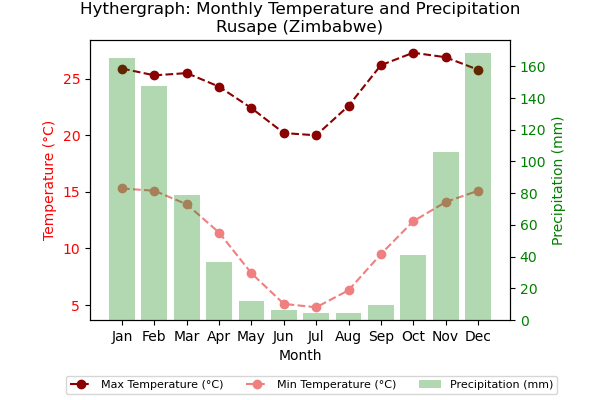 Hythergraph: Monthly Temperature and Precipitation
Rusape (Zimbabwe)
Temperature (°C)
25
20
15
10
5
Precipitation (mm)
160
140
120
100
80
60
40
20
0
Jan Feb Mar Apr May Jun Jul Aug Sep Oct Nov Dec
Month
Max Temperature (°C) Min Temperature (°C) Precipitation (mm)